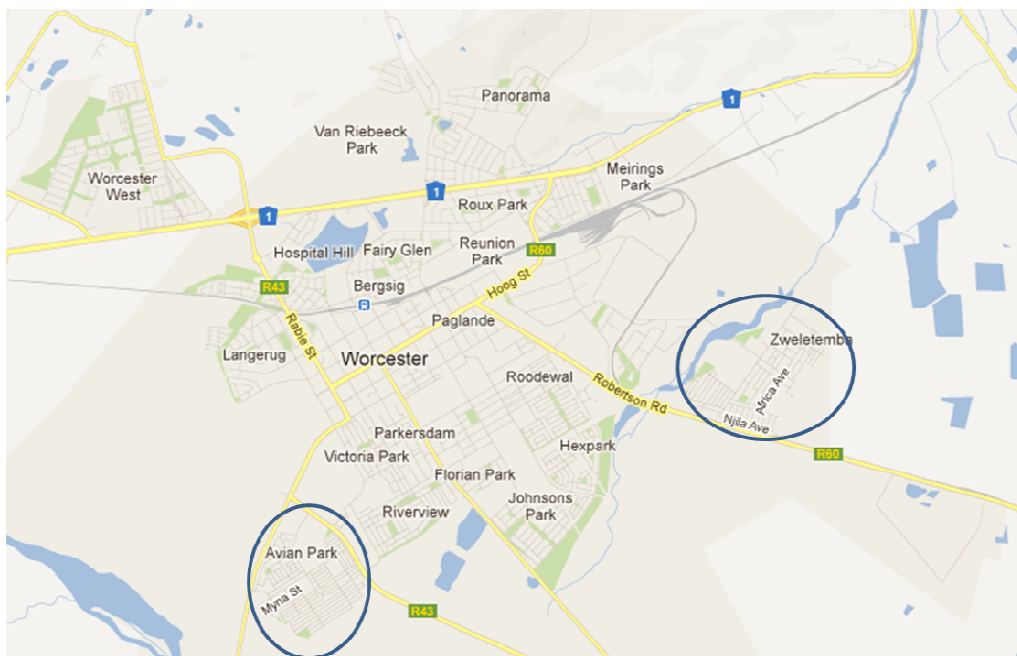 Panorama
1
Van Riebeeck
Park
Meirings
Park
Worcester
West
1
Roux Park
1
Hospital Hill
Fairy Glen
Reunion
Park
R60
R43
Bergsig
Hoog St
Rabie St
Paglande
Zweletemba
Langerug
Worcester
Roodewal
Robertson Rd
Africa Ave
Njila Ave
Parkersdam
Victoria Park
Hexpark
R60
Florian Park
Johnsons
Park
Riverview
Avian Park
Myna St
R43